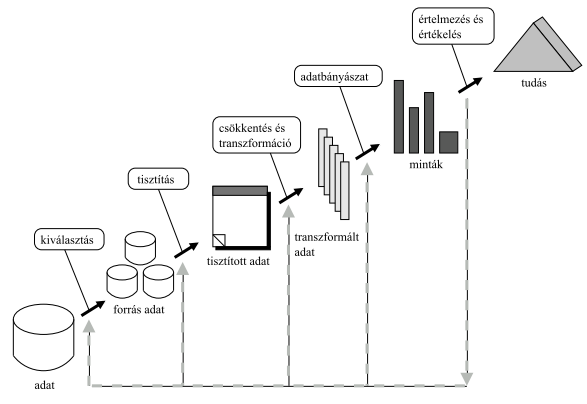 értelmezés és
értékelés
tudás
adatbányászat
minták
csökkentés és
transzformáció
transzformált
adat
tisztítás
tisztított adat
kiválasztás
forrás adat
adat